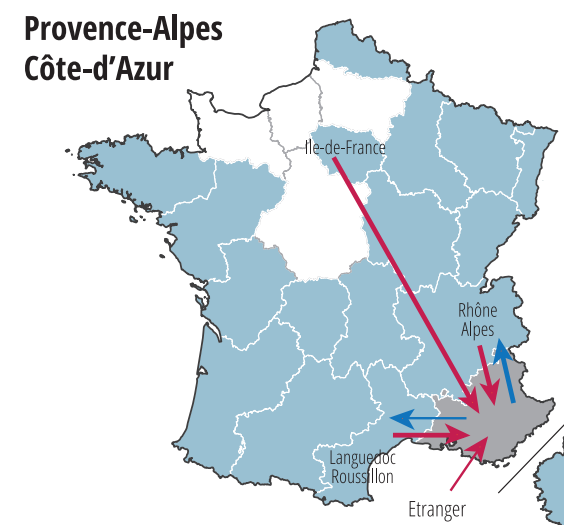 Provence-Alpes
Côte-d’Azur
Ile-de-France
Rhône
Alpes
Languedoc
Roussillon
Etranger